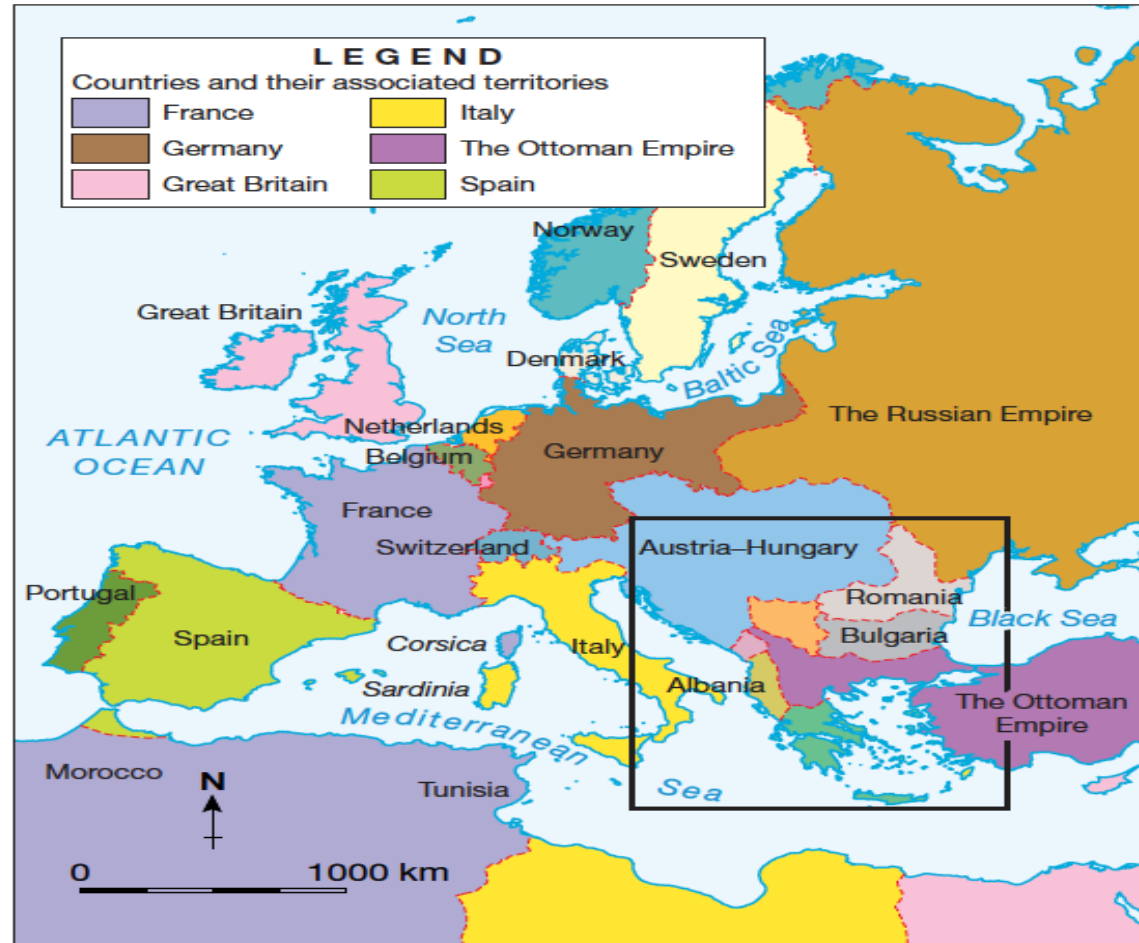 LEGEND
Countries and their associated territories
France
Italy
Germany
The Ottoman Empire
Great Britain
Spain
Norway
Sweden
Great Britain
North
Sea
Denmark
Baltic Sea
The Russian Empire
ATLANTIC
OCEAN
Netherlands
Belgium
Germany
France
Switzerland
Austria–Hungary
Portugal
Spain
Romania
Black Sea
Bulgaria
Corsica
Italy
Sardinia
Albania
The Ottoman
Empire
Mediterranean
Sea
Morocco
Tunisia
N
0 1000 km